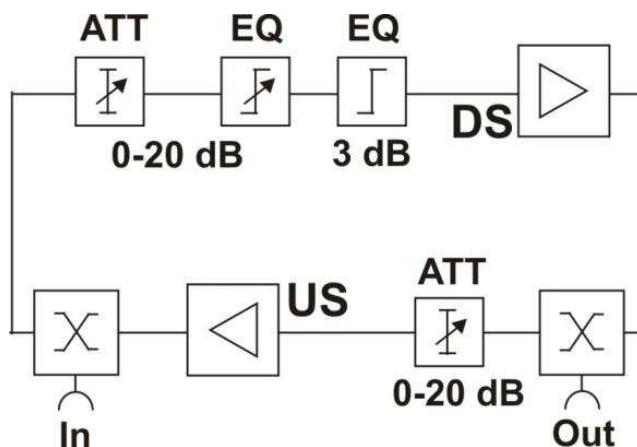 ATT EQ EQ
0-20 dB 3 dB DS
US ATT
0-20 dB
In Out